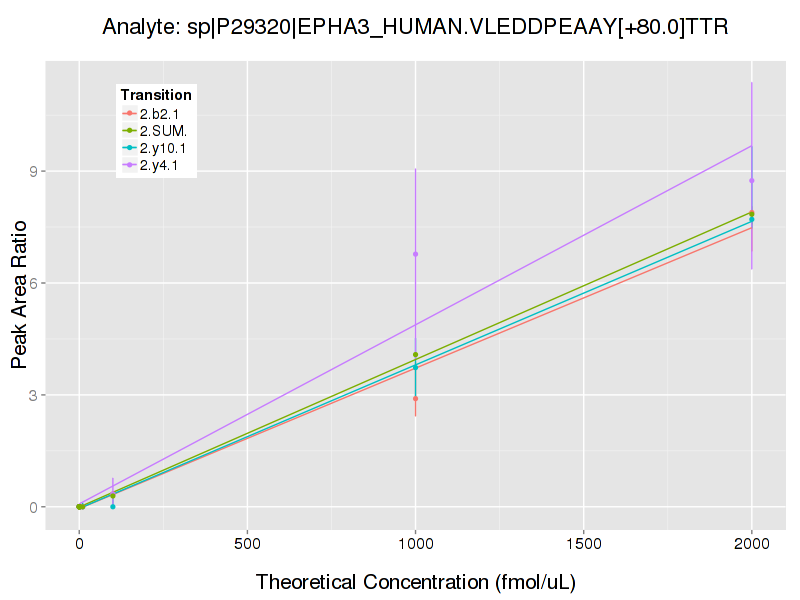 Analyte: sp|P29320|EPHA3_HUMAN.VLEDDPEAAY[+80.0]TTR
Transition
2.b2.1
2.SUM.
2.y10.1
2.y4.1
Peak Area Ratio
9
6
3
0
0 500 1000 1500 2000
Theoretical Concentration (fmol/uL)